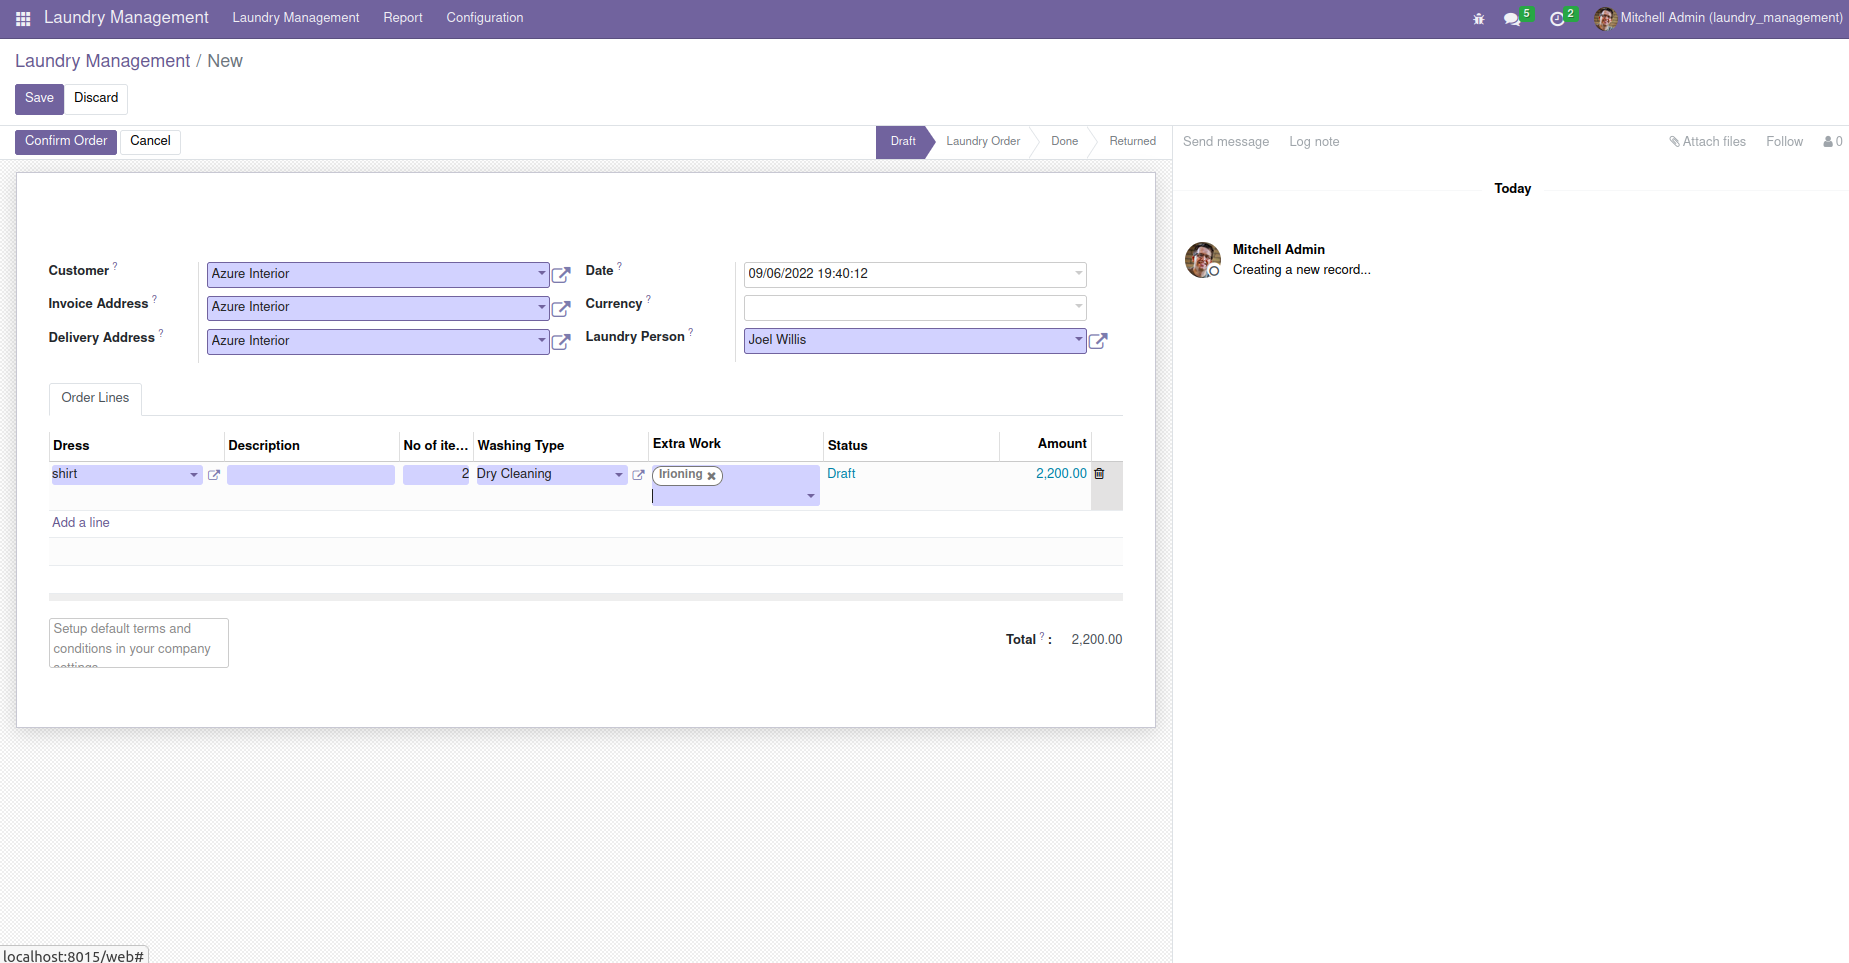 Laundry Management Laundry Management Report Configuration 5 2 Mitchell Admin (laundry_management)
Laundry Management / New
Save Discard
Confirm Order Cancel Draft Laundry Order Done Returned Send message Log note Attach files Follow 0
Today
Mitchell Admin
Creating a new record...
Customer ? Azure Interior Date ? 09/06/2022 19:40:12
Invoice Address ? Azure Interior Currency ?
Delivery Address ? Azure Interior Laundry Person ? Joel Willis
Order Lines
Dress Description No of ite... Washing Type Extra Work Status Amount
shirt 2 Dry Cleaning Irioning Draft 2,200.00
Add a line
Setup default terms and
conditions in your company
settings
Total ? : 2,200.00
localhost:8015/web#